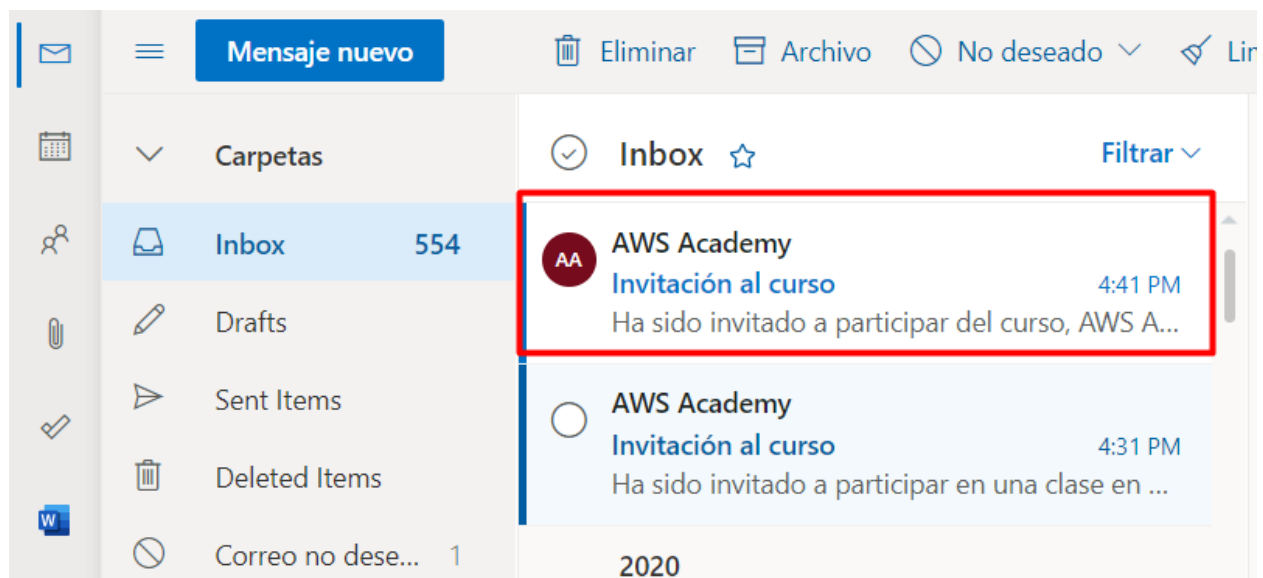 Mensaje nuevo
Eliminar
Archivo
No deseado
Carpetas
Inbox 554
Drafts
Sent Items
Deleted Items
Correo no dese... 1
Inbox
Filtrar
AA
AWS Academy
Invitación al curso 4:41 PM
Ha sido invitado a participar del curso, AWS A...
AWS Academy
Invitación al curso 4:31 PM
Ha sido invitado a participar en una clase en ...
2020
W